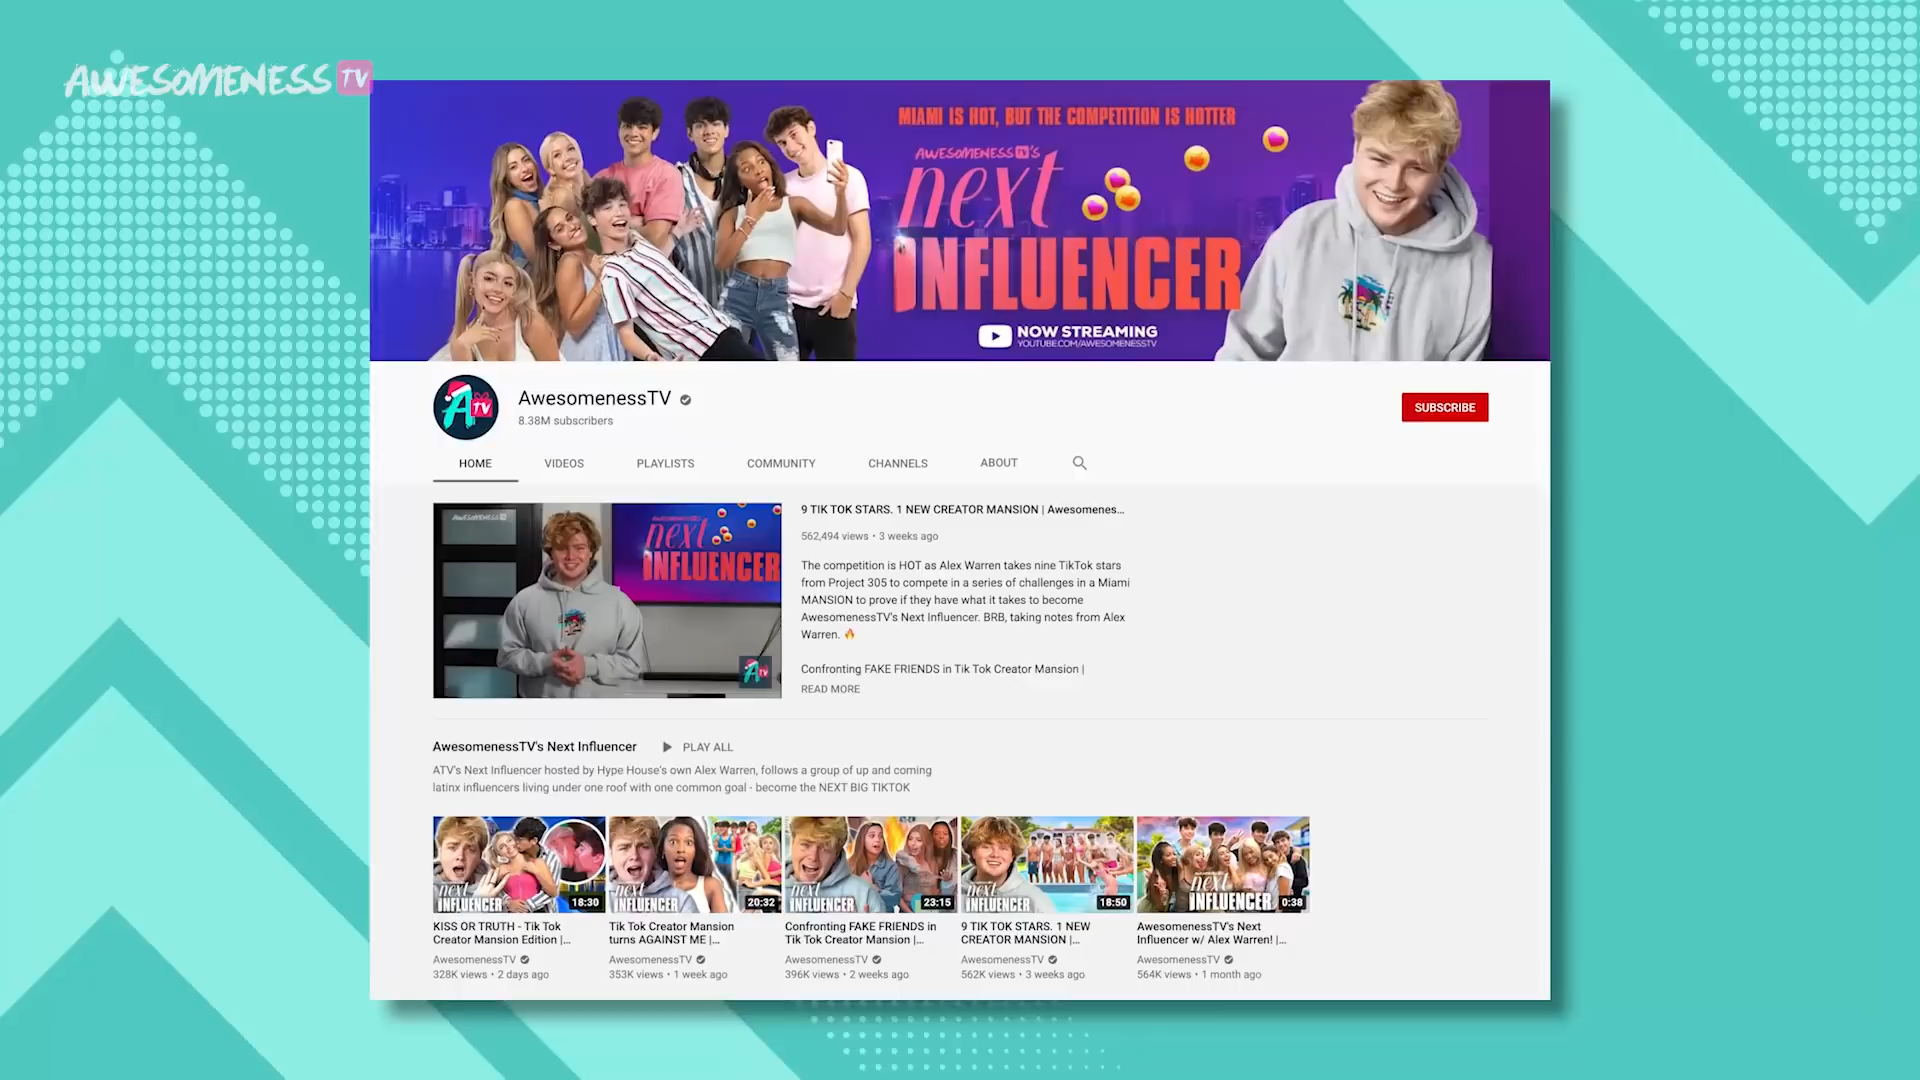 AWESOMENESS TV
MIAMI IS HOT, BUT THE COMPETITION IS HOTTER
AWESOMENESS TV'S
next
INFLUENCER
NOW STREAMING
YOUTUBE.COM/AWESOMENESSTV
A TV
AwesomenessTV
8.38M subscribers
SUBSCRIBE
HOME VIDEOS PLAYLISTS COMMUNITY CHANNELS ABOUT
AWESOMENESS TV
next
INFLUENCER
A TV
9 TIK TOK STARS. 1 NEW CREATOR MANSION | Awesomenes...
562,494 views • 3 weeks ago
The competition is HOT as Alex Warren takes nine TikTok stars
from Project 305 to compete in a series of challenges in a Miami
MANSION to prove if they have what it takes to become
AwesomenessTV's Next Influencer. BRB, taking notes from Alex
Warren. 🔥
Confronting FAKE FRIENDS in Tik Tok Creator Mansion |
READ MORE
AwesomenessTV's Next Influencer PLAY ALL
ATV's Next Influencer hosted by Hype House's own Alex Warren, follows a group of up and coming
latinx influencers living under one roof with one common goal - become the NEXT BIG TIKTOK
next
INFLUENCER
18:30
KISS OR TRUTH - Tik Tok
Creator Mansion Edition |...
AwesomenessTV
328K views • 2 days ago
next
INFLUENCER
20:32
Tik Tok Creator Mansion
turns AGAINST ME |...
AwesomenessTV
353K views • 1 week ago
next
INFLUENCER
23:15
Confronting FAKE FRIENDS in
Tik Tok Creator Mansion |...
AwesomenessTV
396K views • 2 weeks ago
next
INFLUENCER
18:50
9 TIK TOK STARS. 1 NEW
CREATOR MANSION |...
AwesomenessTV
562K views • 3 weeks ago
next
INFLUENCER
0:38
AwesomenessTV's Next
Influencer w/ Alex Warren! |...
AwesomenessTV
564K views • 1 month ago